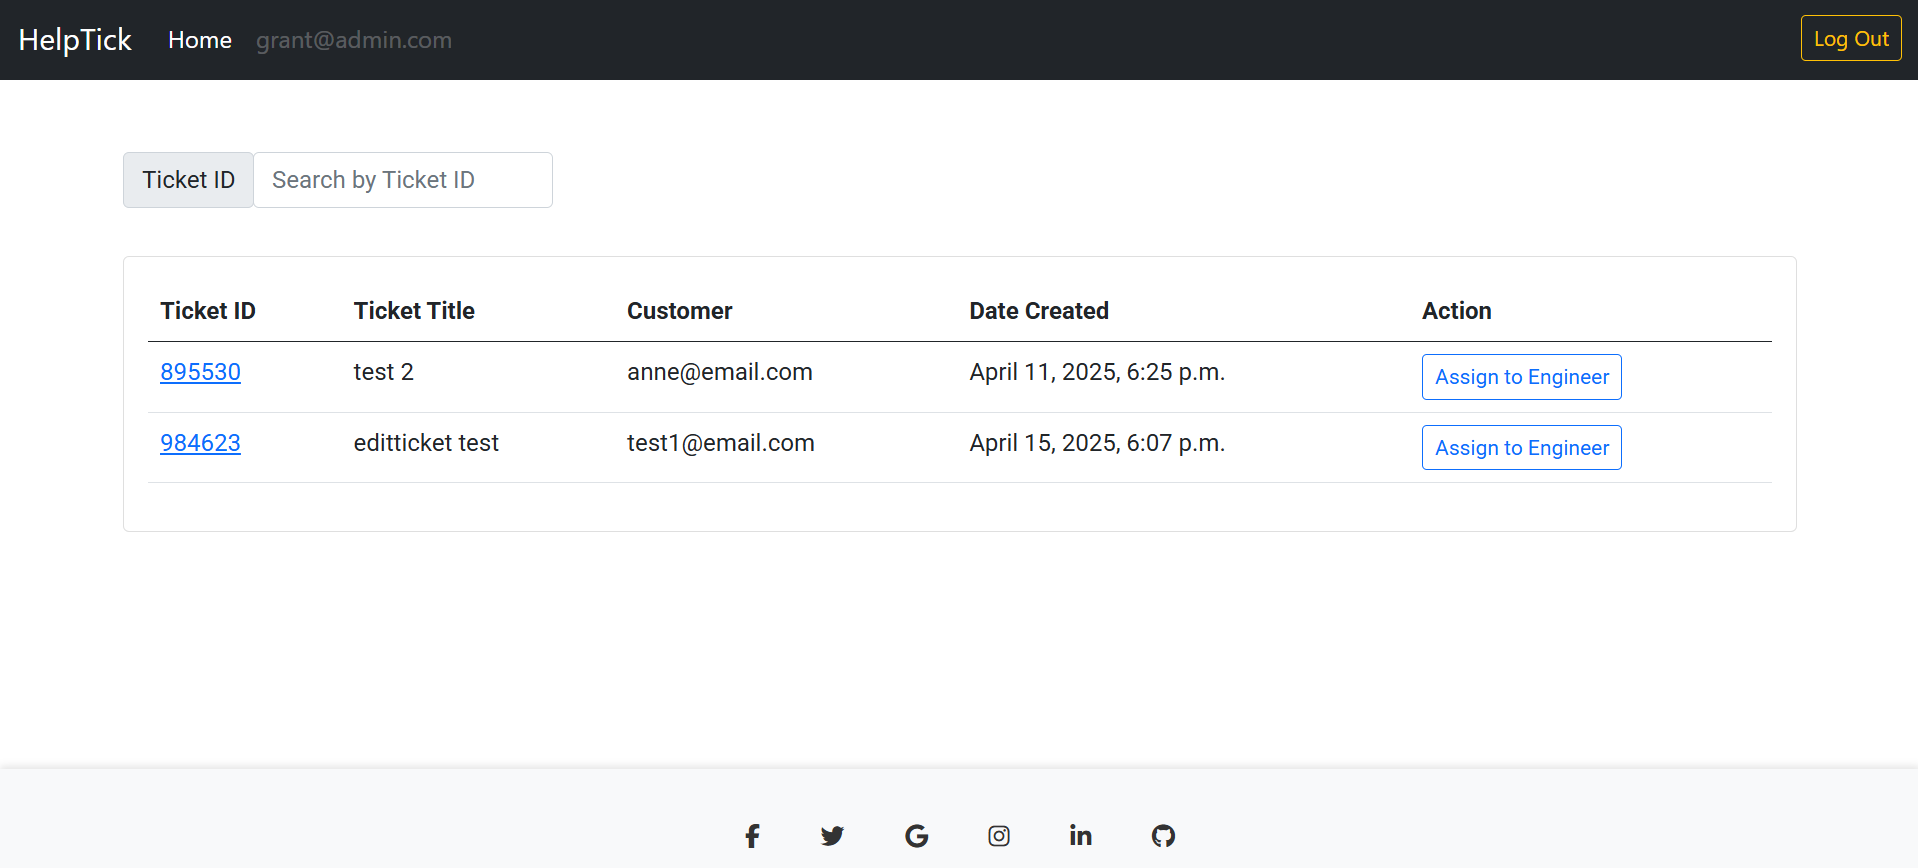 HelpTick Home grant@admin.com Log Out
Ticket ID Search by Ticket ID
Ticket ID Ticket Title Customer Date Created Action
895530 test 2 anne@email.com April 11, 2025, 6:25 p.m. Assign to Engineer
984623 editticket test test1@email.com April 15, 2025, 6:07 p.m. Assign to Engineer